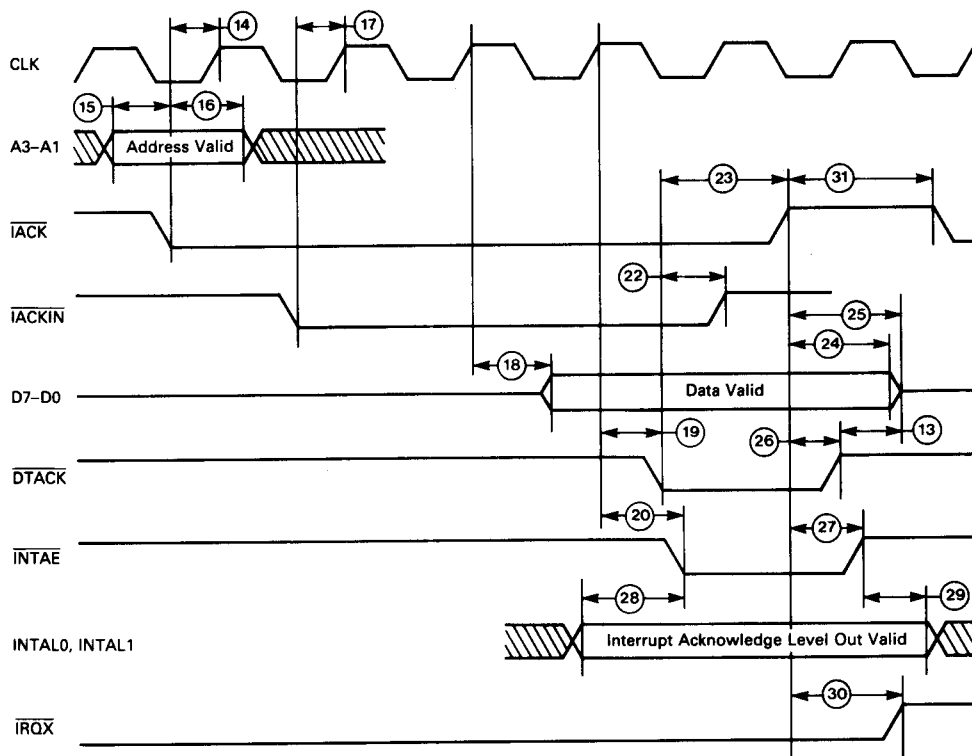 14
17
CLK
15
16
A3–A1
Address Valid
23
31
IACK
22
IACKIN
25
24
18
D7–D0
Data Valid
19
26
13
DTACK
20
27
INTAE
28
29
INTAL0, INTAL1
Interrupt Acknowledge Level Out Valid
30
IRQX